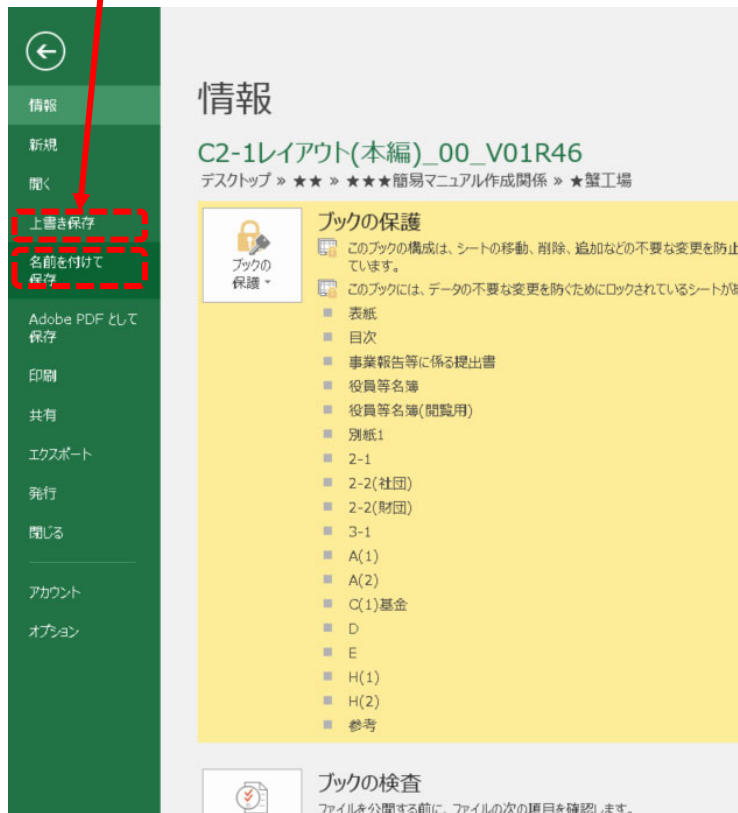 情報
新規
開く
上書き保存
名前を付けて
保存
Adobe PDF として
保存
印刷
共有
エクスポート
発行
閉じる
アカウント
オプション
情報
C2-1レイアウト(本編)_00_V01R46
デスクトップ » ★★ » ★★★簡易マニュアル作成関係 » ★蟹工場
ブックの
保護
ブックの保護
このブックの構成は、シートの移動、削除、追加などの不要な変更を防止
ています。
このブックには、データの不要な変更を防ぐためにロックされているシートが
表紙
目次
事業報告等に係る提出書
役員等名簿
役員等名簿(閲覧用)
別紙1
2-1
2-2(社団)
2-2(財団)
3-1
A(1)
A(2)
C(1)基金
D
E
H(1)
H(2)
参考
ブックの検査
ファイルを公開する前に、ファイルの次の項目を確認します。